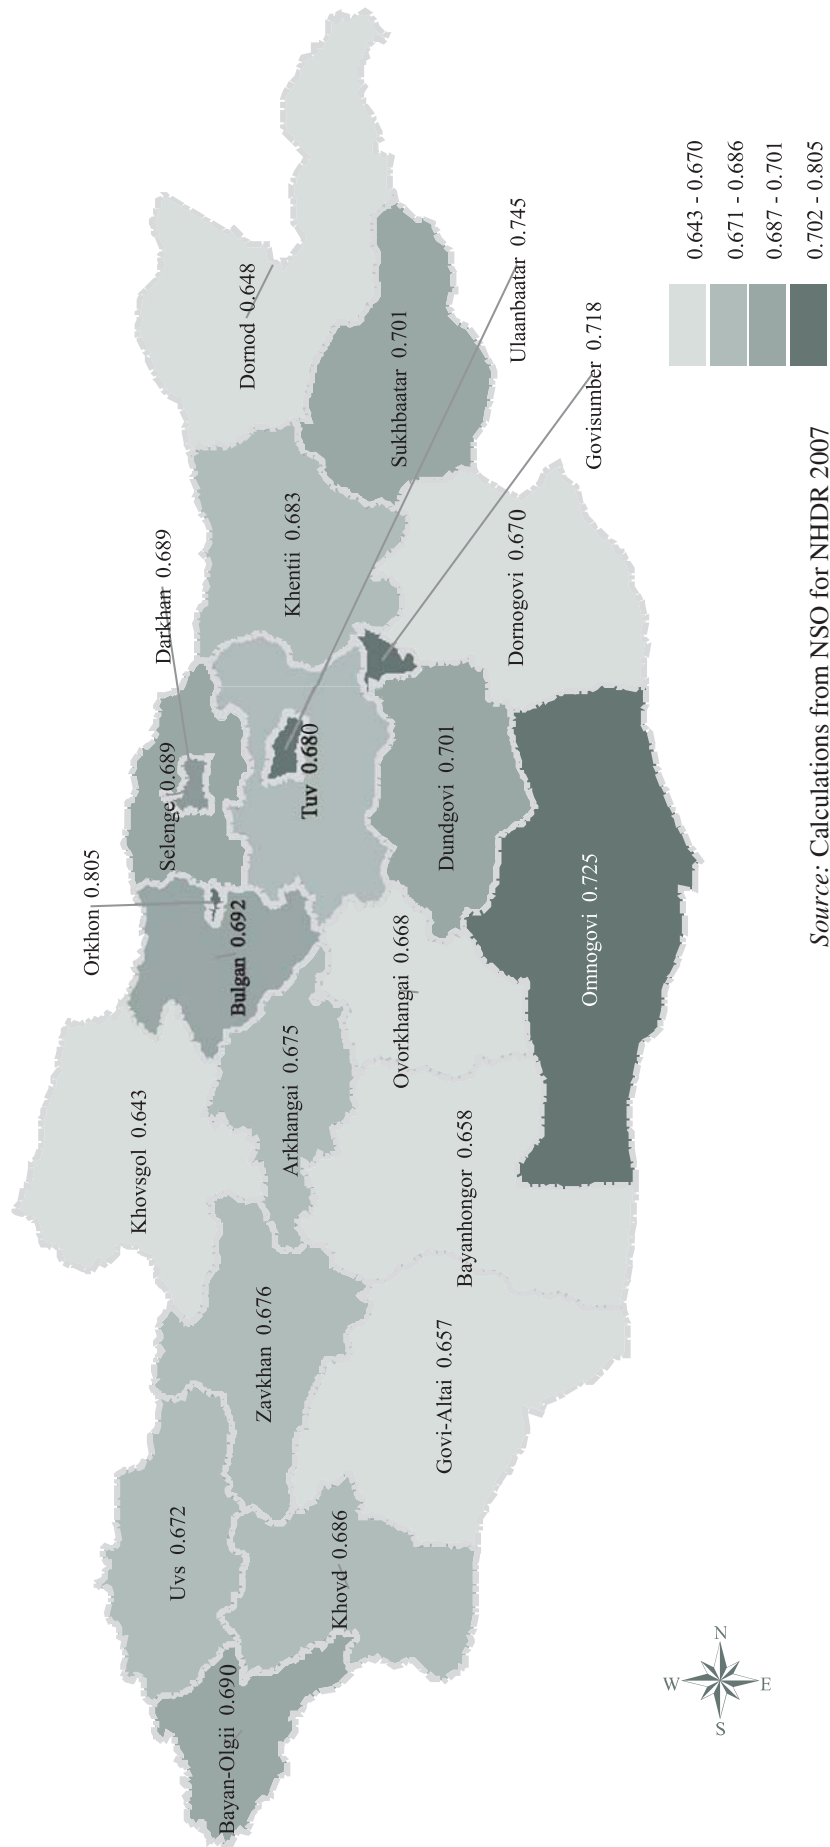 Bayan-Olgii 0.690
Uvs 0.672
Khovd 0.686
Zavkhan 0.676
Govi-Altai 0.657
Khovsgol 0.643
Arkhangai 0.675
Bayanhongor 0.658
Orkhon 0.805
Bulgan 0.692
Ovorkhangai 0.668
Omnogovi 0.725
Selenge 0.689
Darkhan 0.689
Tuv 0.680
Dundgovi 0.701
Khentii 0.683
Dornogovi 0.670
Dornod 0.648
Sukhbaatar 0.701
Ulaanbaatar 0.745
Govisumber 0.718
0.643 - 0.670
0.671 - 0.686
0.687 - 0.701
0.702 - 0.805
N
W
E
S
Source: Calculations from NSO for NHDR 2007